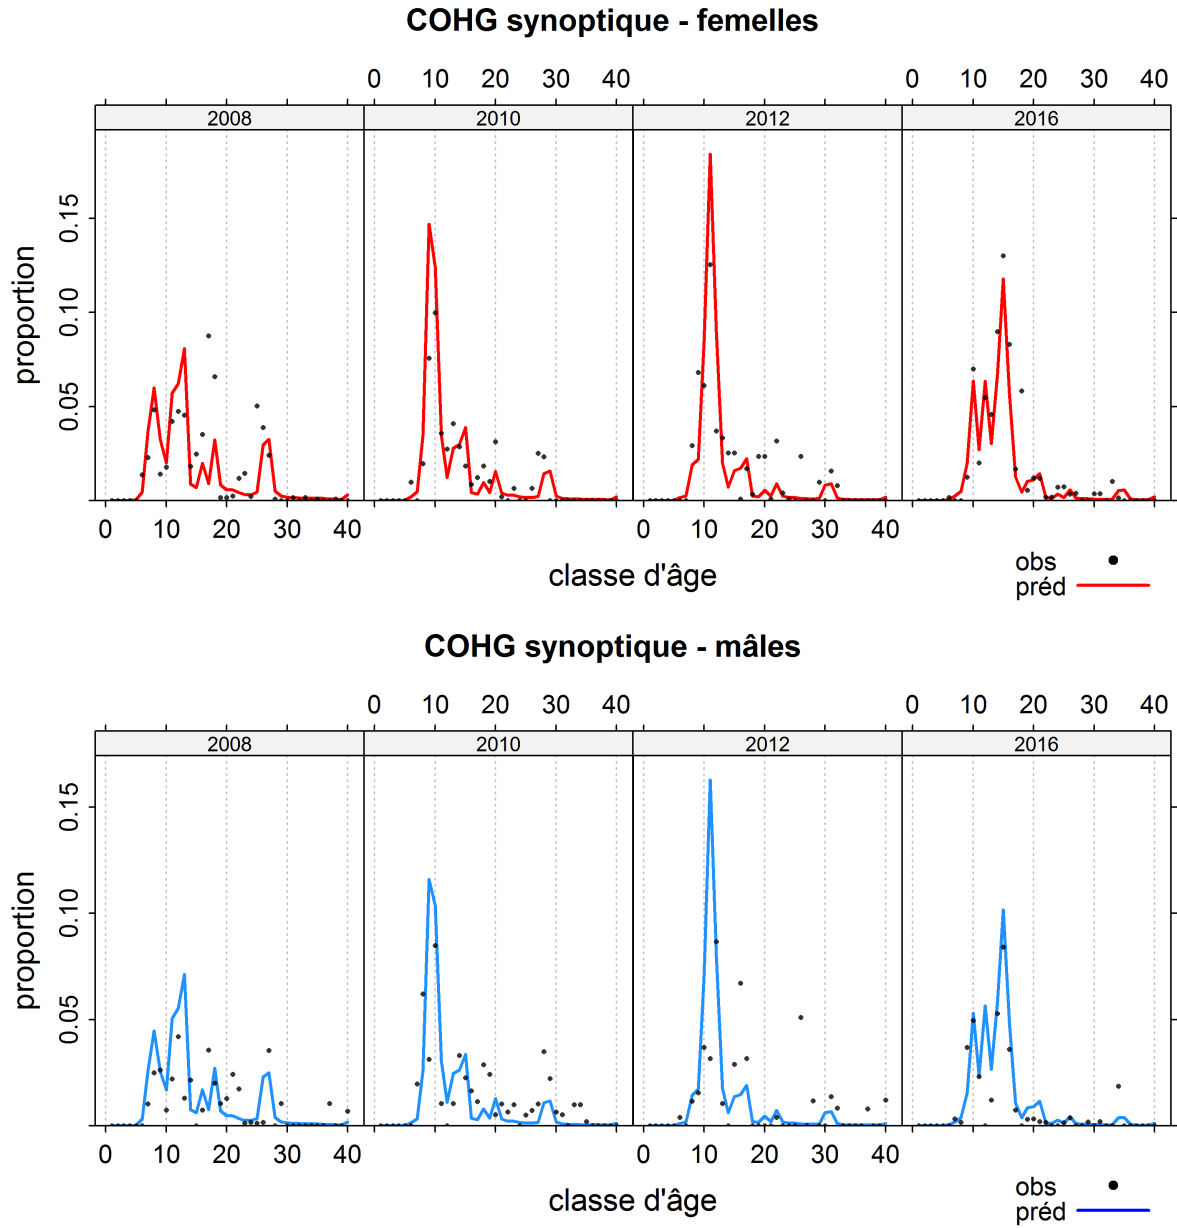 COHG synoptique - femelles
0 10 20 30 40 0 10 20 30 40
2008 2010 2012 2016
0.15
0.10
0.05
proportion
0 10 20 30 40 0 10 20 30 40
classe d'âge
obs
préd
COHG synoptique - mâles
0 10 20 30 40 0 10 20 30 40
2008 2010 2012 2016
0.15
0.10
0.05
proportion
0 10 20 30 40 0 10 20 30 40
classe d'âge
obs
préd